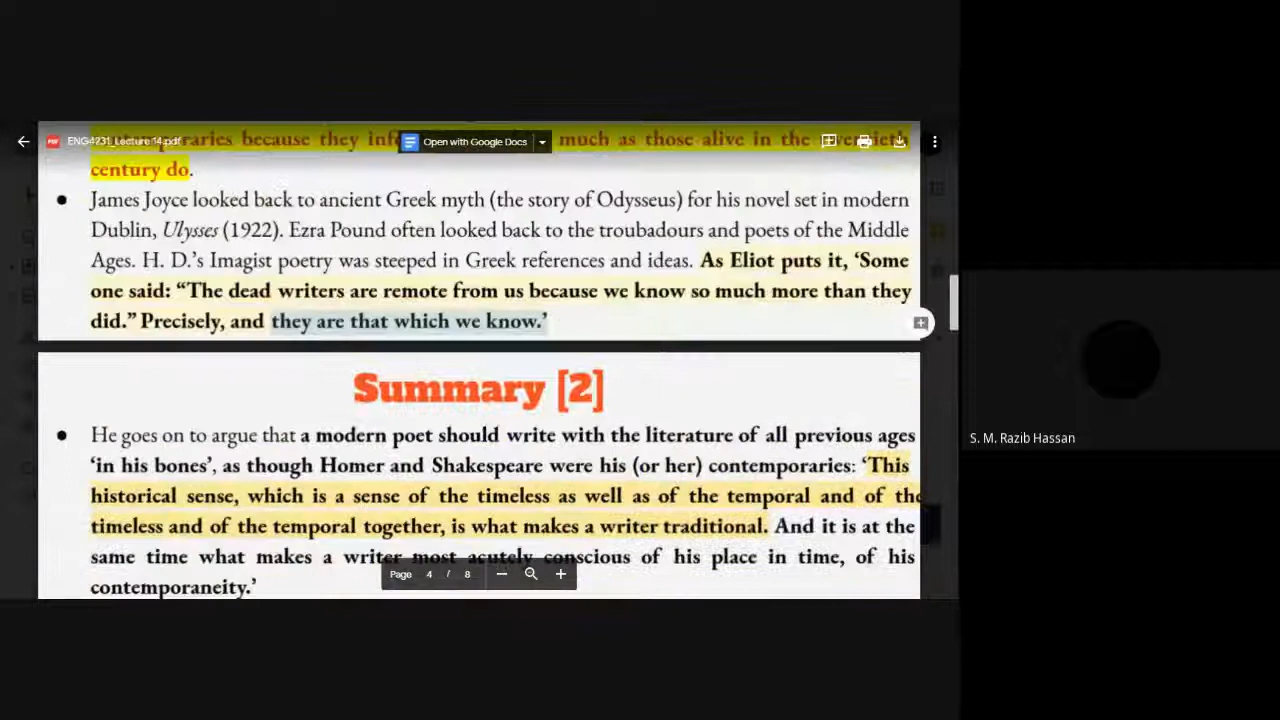 ENG4231_Lecture 14.pdf
Open with Google Docs
much as those alive in the twentieth
century do.
● James Joyce looked back to ancient Greek myth (the story of Odysseus) for his novel set in modern
Dublin, Ulysses (1922). Ezra Pound often looked back to the troubadours and poets of the Middle
Ages. H. D.’s Imagist poetry was steeped in Greek references and ideas. As Eliot puts it, ‘Some
one said: “The dead writers are remote from us because we know so much more than they
did.” Precisely, and they are that which we know.’
Summary [2]
● He goes on to argue that a modern poet should write with the literature of all previous ages
‘in his bones’, as though Homer and Shakespeare were his (or her) contemporaries: ‘This
historical sense, which is a sense of the timeless as well as of the temporal and of the
timeless and of the temporal together, is what makes a writer traditional. And it is at the
same time what makes a writer most acutely conscious of his place in time, of his
contemporaneity.’
Page 4 / 8
S. M. Razib Hassan